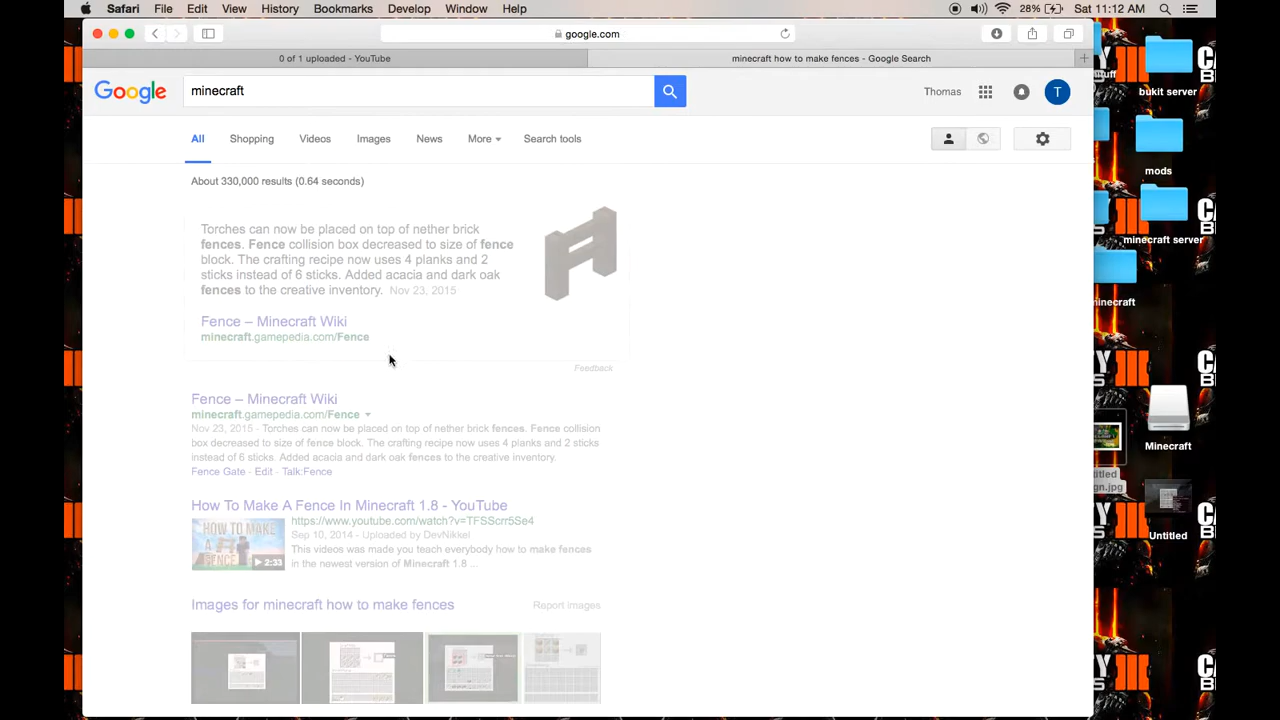 Safari File Edit View History Bookmarks Develop Window Help 28% Sat 11:12 AM
google.com
0 of 1 uploaded - YouTube
minecraft how to make fences - Google Search
Google
minecraft
Thomas
T
All Shopping Videos Images News More Search tools
About 330,000 results (0.64 seconds)
Torches can now be placed on top of nether brick
fences. Fence collision box decreased to size of fence
block. The crafting recipe now uses 4 planks and 2
sticks instead of 6 sticks. Added acacia and dark oak
fences to the creative inventory. Nov 23, 2015
Fence – Minecraft Wiki
minecraft.gamepedia.com/Fence
Feedback
Fence – Minecraft Wiki
minecraft.gamepedia.com/Fence
Nov 23, 2015 - Torches can now be placed on top of nether brick fences. Fence collision
box decreased to size of fence block. The crafting recipe now uses 4 planks and 2 sticks
instead of 6 sticks. Added acacia and dark oak fences to the creative inventory.
Fence Gate · Edit · Talk:Fence
How To Make A Fence In Minecraft 1.8 - YouTube
https://www.youtube.com/watch?v=TFSScrr5Se4
Sep 10, 2014 - Uploaded by DevNikkel
This videos was made you teach everybody how to make fences
in the newest version of Minecraft 1.8 ...
HOW TO MAKE
A
FENCE
2:33
Images for minecraft how to make fences
Report images
bukit server
mods
minecraft server
minecraft
Minecraft
Untitled